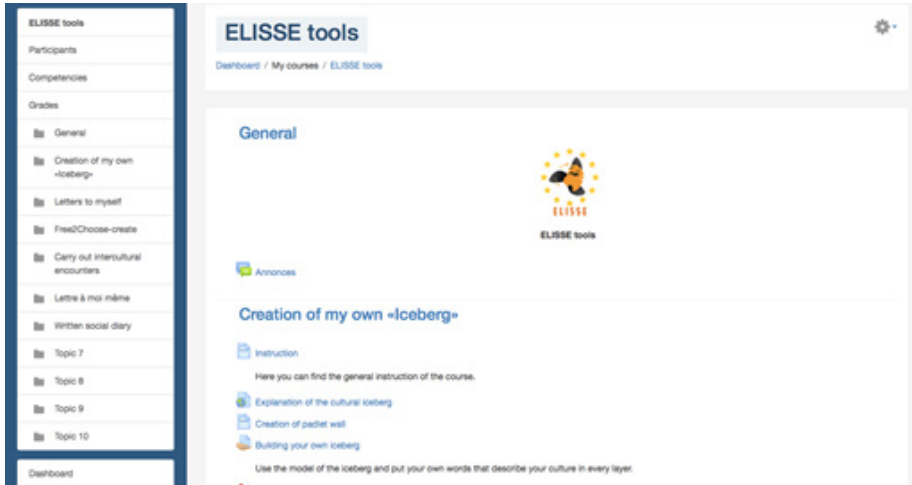 ELISSE tools
Participants
Competencies
Grades
General
Creation of my own
«Iceberg»
Letters to myself
Free2Choose-create
Carry out intercultural
encounters
Lettre à moi même
Written social diary
Topic 7
Topic 8
Topic 9
Topic 10
Dashboard
ELISSE tools
Dashboard / My courses / ELISSE tools
General
ELISSE
ELISSE tools
Annonces
Creation of my own «Iceberg»
Instruction
Here you can find the general instruction of the course.
Explanation of the cultural iceberg
Creation of padlet wall
Building your own iceberg
Use the model of the iceberg and put your own words that describe your culture in every layer.